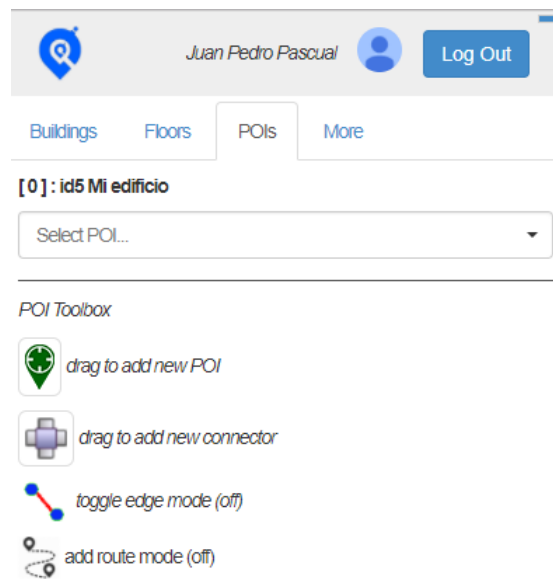 Juan Pedro Pascual Log Out
Buildings Floors POIs More
[ 0 ] : id5 Mi edificio
Select POI...
POI Toolbox
drag to add new POI
drag to add new connector
toggle edge mode (off)
add route mode (off)